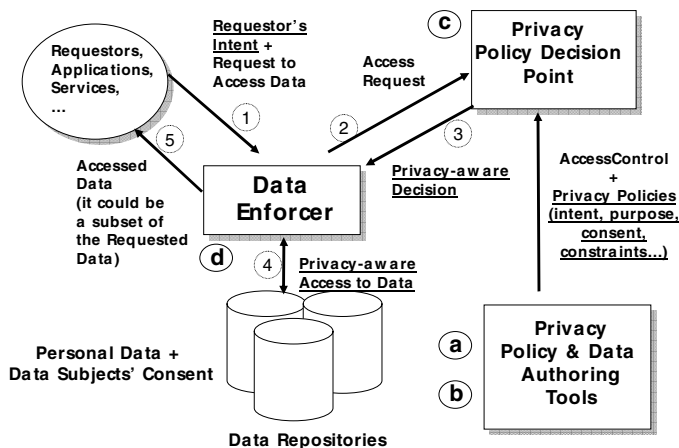 Requestors,
Applications,
Services,
…
Requestor's
Intent +
Request to
Access Data
1
5
Access
Request
2
3
c
Privacy
Policy Decision
Point
Accessed
Data
(it could be
a subset of
the Requested
Data)
Data
Enforcer
d
Privacy-aware
Decision
AccessControl
+
Privacy Policies
(intent, purpose,
consent,
constraints…)
4
Privacy-aware
Access to Data
Personal Data +
Data Subjects' Consent
Data Repositories
a
b
Privacy
Policy & Data
Authoring
Tools